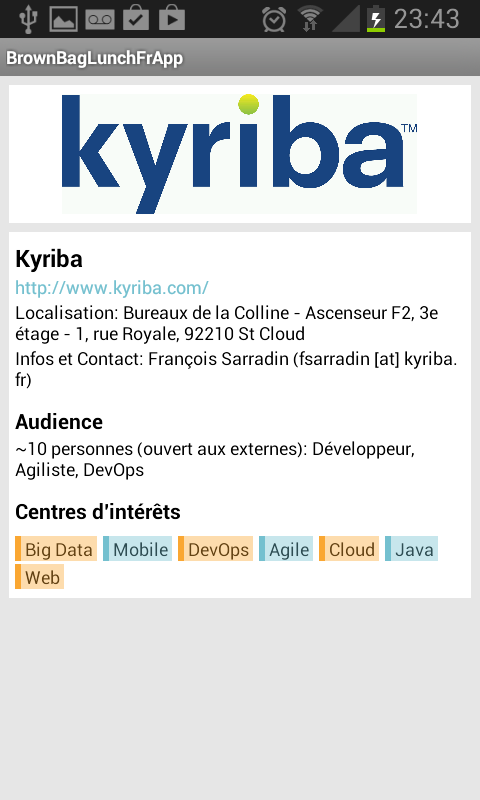 23:43
BrownBagLunchFrApp
kyriba™
Kyriba
http://www.kyriba.com/
Localisation: Bureaux de la Colline - Ascenseur F2, 3e
étage - 1, rue Royale, 92210 St Cloud
Infos et Contact: François Sarradin (fsarradin [at] kyriba.
fr)
Audience
~10 personnes (ouvert aux externes): Développeur,
Agiliste, DevOps
Centres d'intérêts
Big Data Mobile DevOps Agile Cloud Java
Web